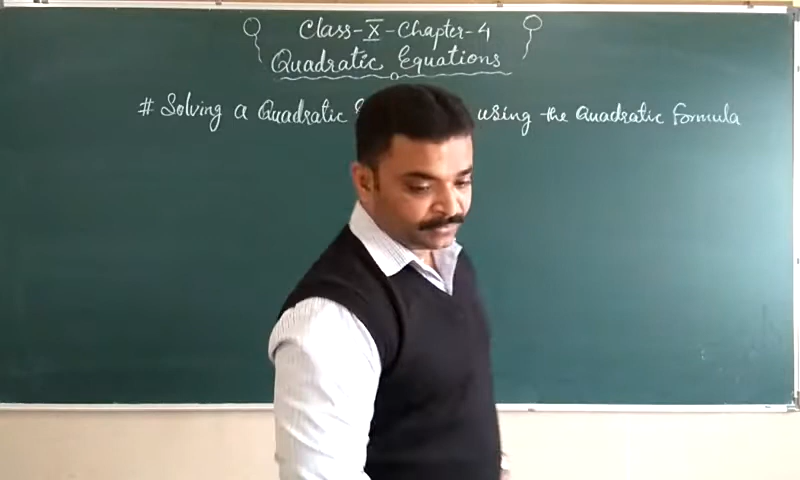 Class-X-Chapter-4
Quadratic Equations
# Solving a Quadratic using the Quadratic formula